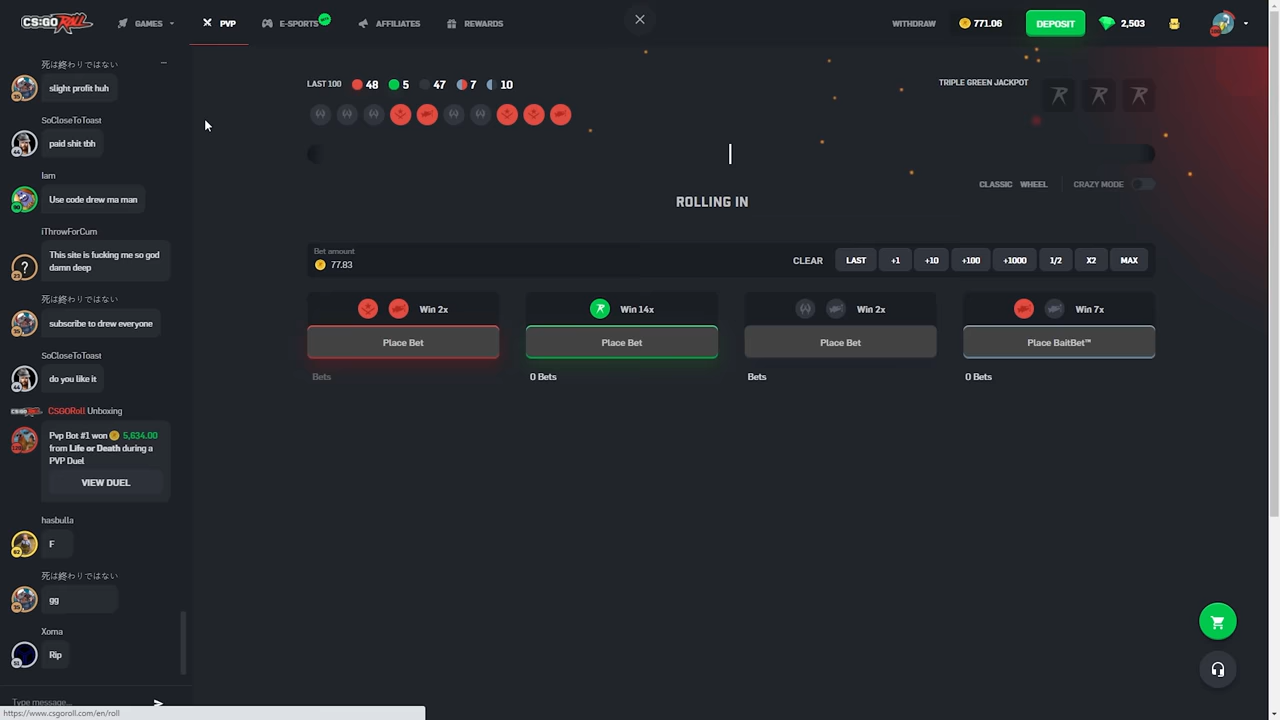 CS:GO ROLL
GAMES
PVP
E-SPORTS
AFFILIATES
REWARDS
WITHDRAW
771.06
DEPOSIT
2,503
死は終わりではない
slight profit huh
SoCloseToToast
paid shit tbh
Iam
Use code drew ma man
iThrowForCum
This site is fucking me so god
damn deep
死は終わりではない
subscribe to drew everyone
SoCloseToToast
do you like it
CSGOROLL
CSGORoll Unboxing
Pvp Bot #1 won 5,634.00
from Life or Death during a
PVP Duel
VIEW DUEL
hasbulla
F
死は終わりではない
gg
Xoma
Rip
Type message...
https://www.csgoroll.com/en/roll
LAST 100 48 5 47 7 10
TRIPLE GREEN JACKPOT
CLASSIC WHEEL CRAZY MODE
ROLLING IN
Bet amount
77.83
CLEAR LAST +1 +10 +100 +1000 1/2 X2 MAX
Win 2x Win 14x Win 2x Win 7x
Place Bet Place Bet Place Bet Place BaitBet™
Bets 0 Bets Bets 0 Bets